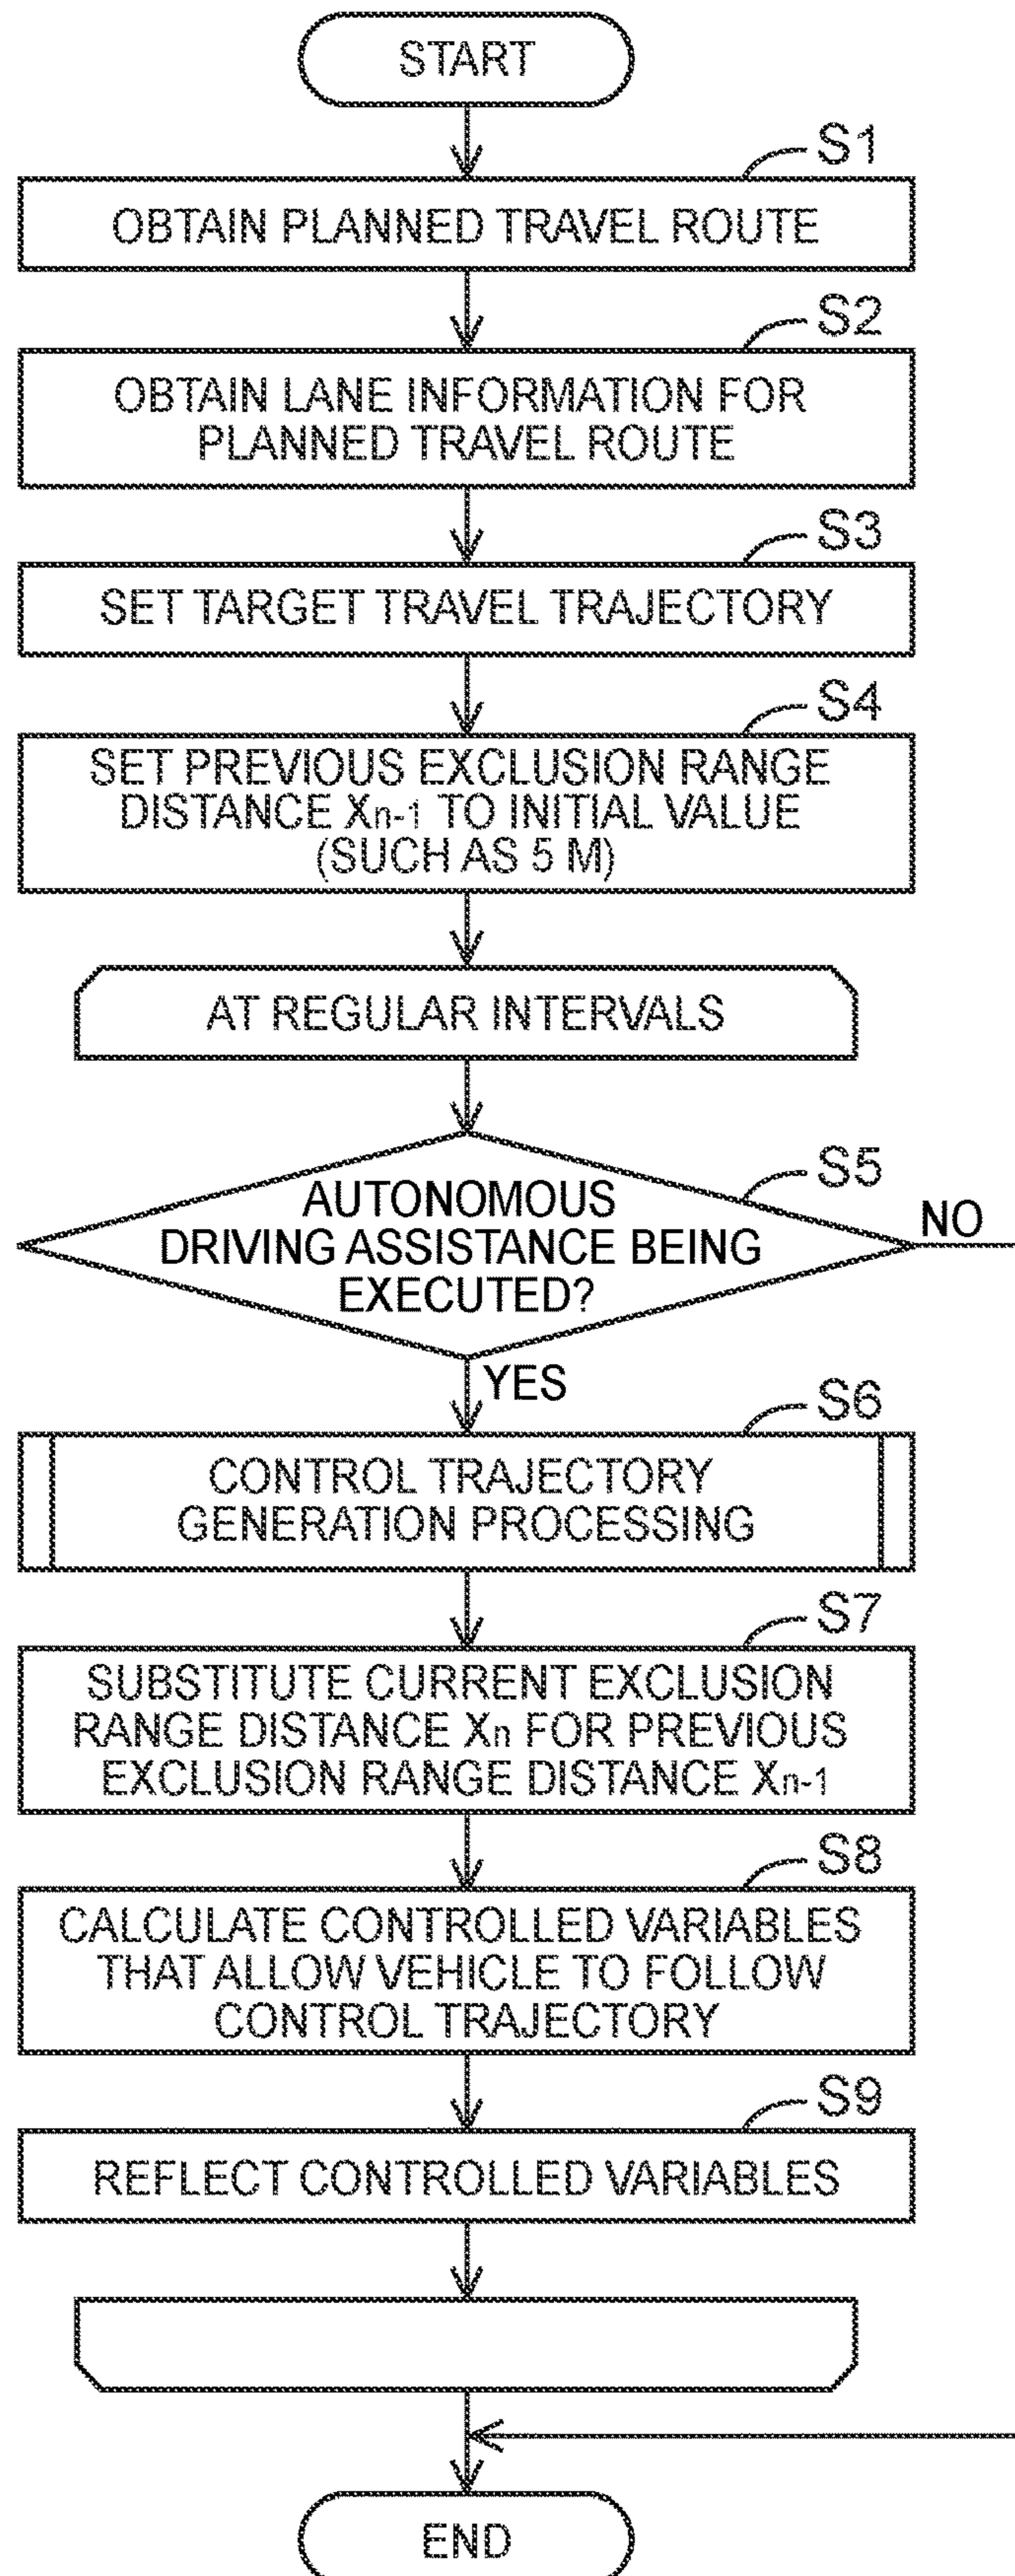 START
S1
OBTAIN PLANNED TRAVEL ROUTE
S2
OBTAIN LANE INFORMATION FOR
PLANNED TRAVEL ROUTE
S3
SET TARGET TRAVEL TRAJECTORY
S4
SET PREVIOUS EXCLUSION RANGE
DISTANCE Xn-1 TO INITIAL VALUE
(SUCH AS 5 M)
AT REGULAR INTERVALS
S5
AUTONOMOUS
DRIVING ASSISTANCE BEING
EXECUTED?
NO
YES
S6
CONTROL TRAJECTORY
GENERATION PROCESSING
S7
SUBSTITUTE CURRENT EXCLUSION
RANGE DISTANCE Xn FOR PREVIOUS
EXCLUSION RANGE DISTANCE Xn-1
S8
CALCULATE CONTROLLED VARIABLES
THAT ALLOW VEHICLE TO FOLLOW
CONTROL TRAJECTORY
S9
REFLECT CONTROLLED VARIABLES
END